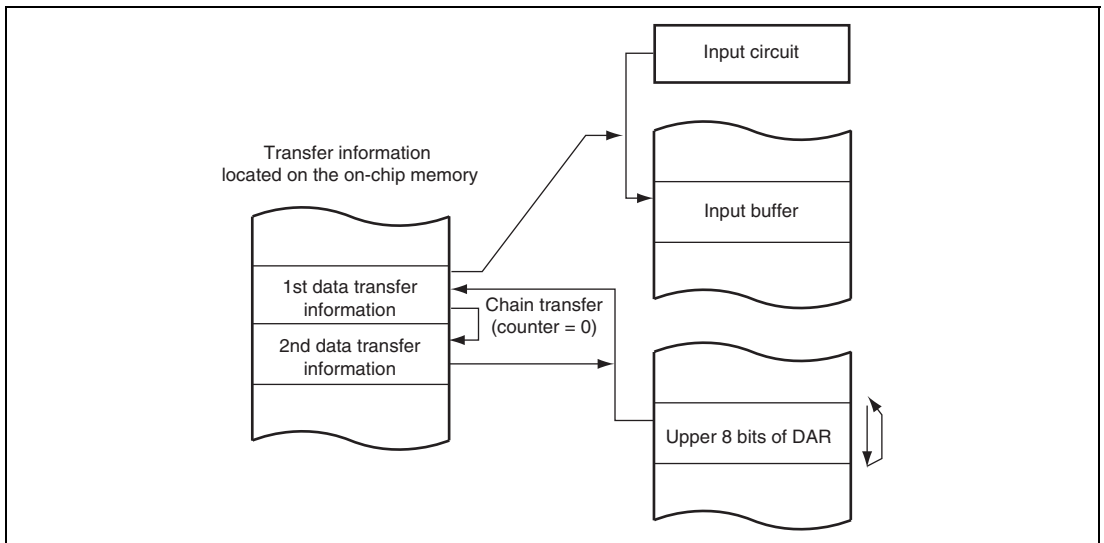 Input circuit
Transfer information
located on the on-chip memory
Input buffer
1st data transfer
information
Chain transfer
(counter = 0)
2nd data transfer
information
Upper 8 bits of DAR